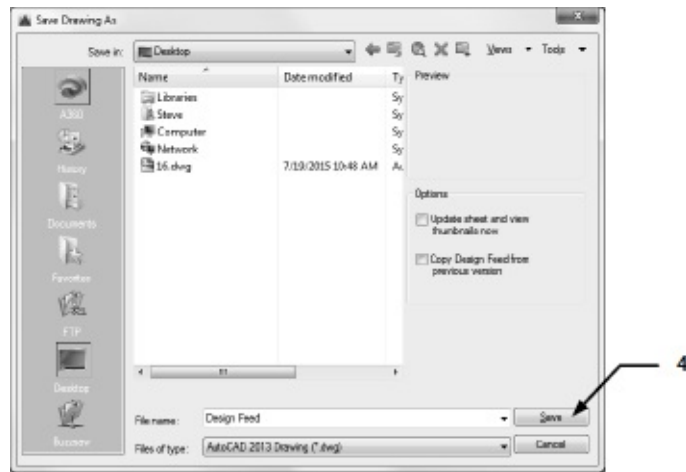 Save Drawing As
Save in: Desktop
Views Tools
Name Date modified Ty Preview
Libraries Sy
Steve Sy
Computer Sy
Network Sy
16.dwg 7/19/2015 10:48 AM Au
A360
History
Documents
Favorites
FTP
Desktop
Buzzsaw
Options
Update sheet and view
thumbnails now
Copy Design Feed from
previous version
File name: Design Feed
Save
Files of type: AutoCAD 2013 Drawing (*.dwg)
Cancel
4